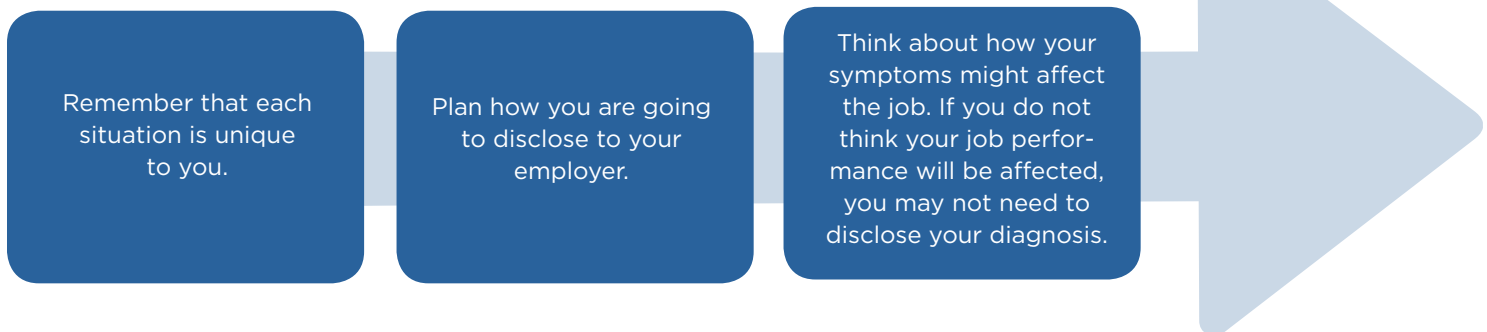 Remember that each
situation is unique
to you.
Plan how you are going
to disclose to your
employer.
Think about how your
symptoms might affect
the job. If you do not
think your job perfor-
mance will be affected,
you may not need to
disclose your diagnosis.